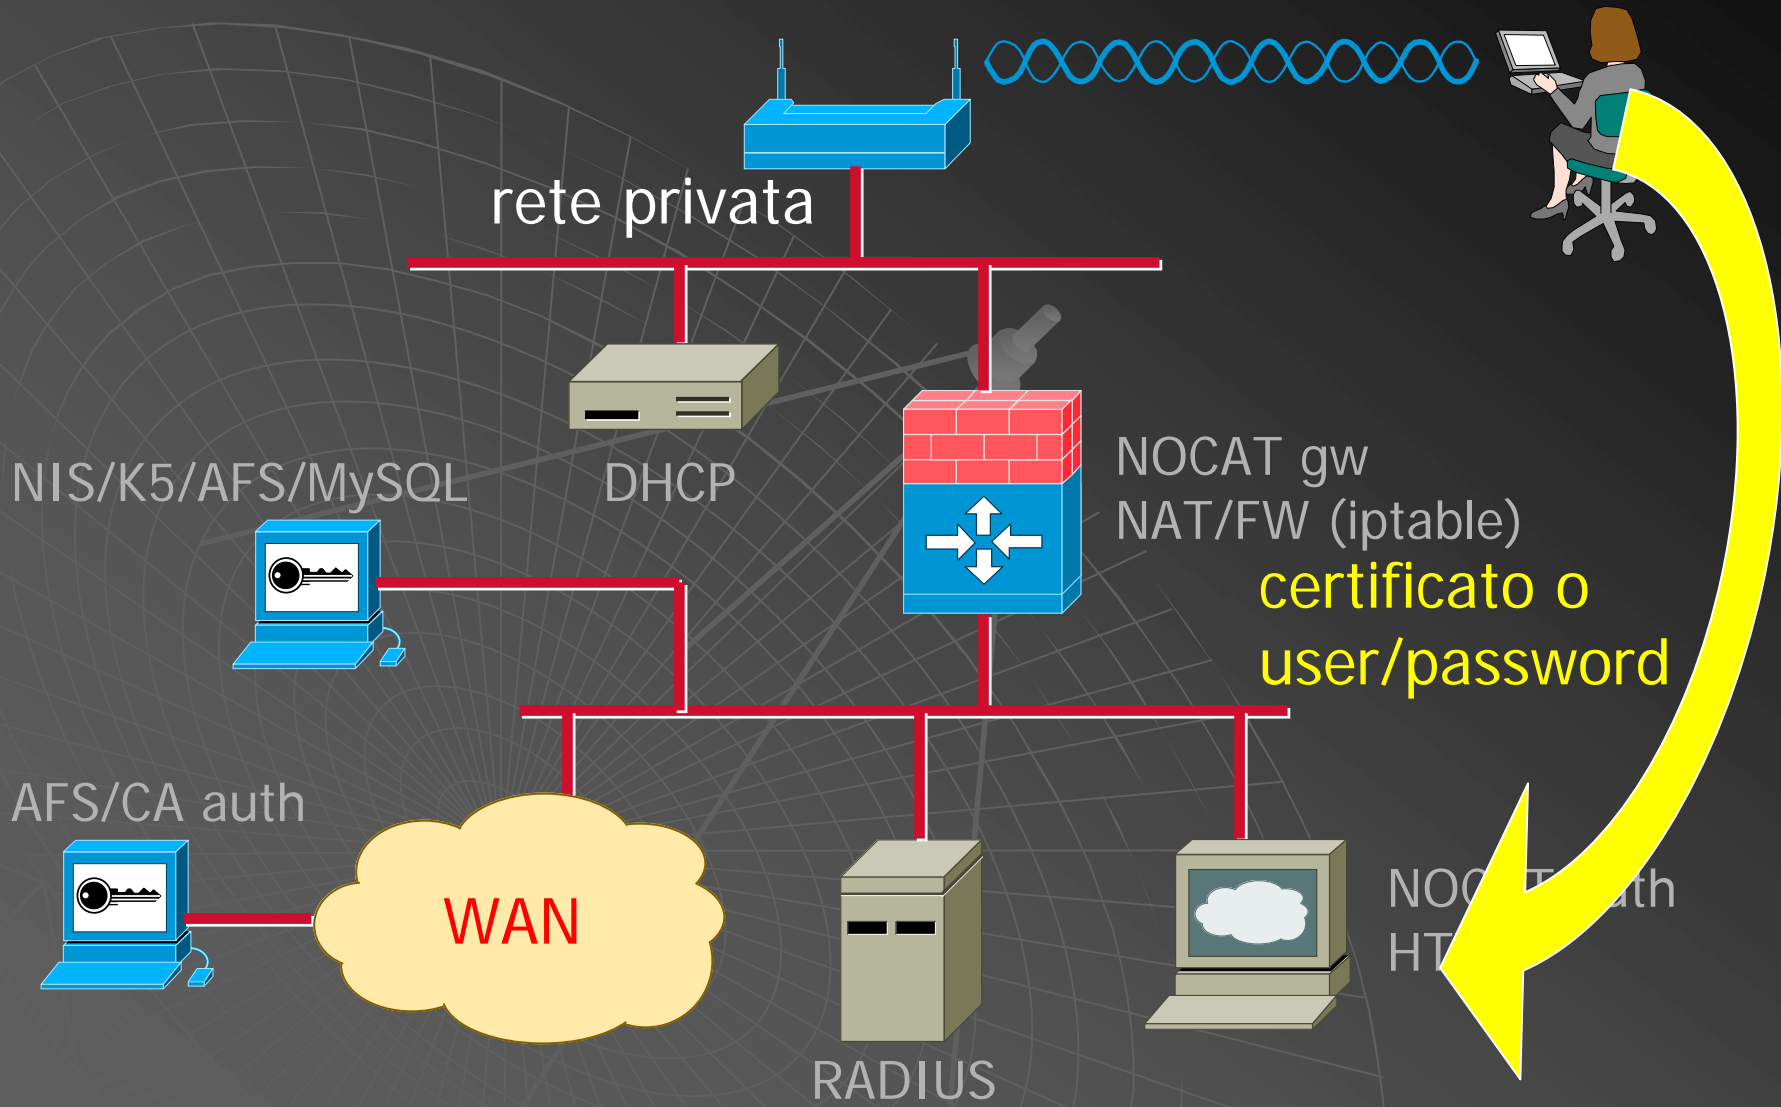 rete privata
NIS/K5/AFS/MySQL
DHCP
NOCAT gw
NAT/FW (iptable)
certificato o
user/password
AFS/CA auth
WAN
RADIUS